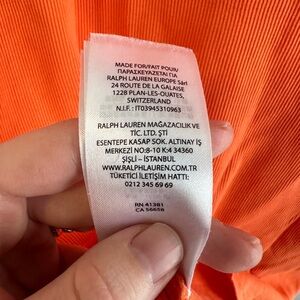 MADE FOR/FAIT POUR/
ΠΑΡΑΣΚΕΥΑΖΕΤΑΙ ΓΙΑ
RALPH LAUREN EUROPE Sàrl
24 ROUTE DE LA GALAISE
1228 PLAN-LES-OUATES,
SWITZERLAND
N.I.F. : IT03945310963
RALPH LAUREN MAĞAZACILIK VE
TİC. LTD. ŞTİ
ESENTEPE KASAP SOK. ALTINAY İŞ
MERKEZİ NO:8-10 K:4 34360
ŞİŞLİ – İSTANBUL
WWW.RALPHLAUREN.COM
TÜKETİCİ İLETİŞİM HATTI:
0212 345 69 69
RN 41381
CA 56658